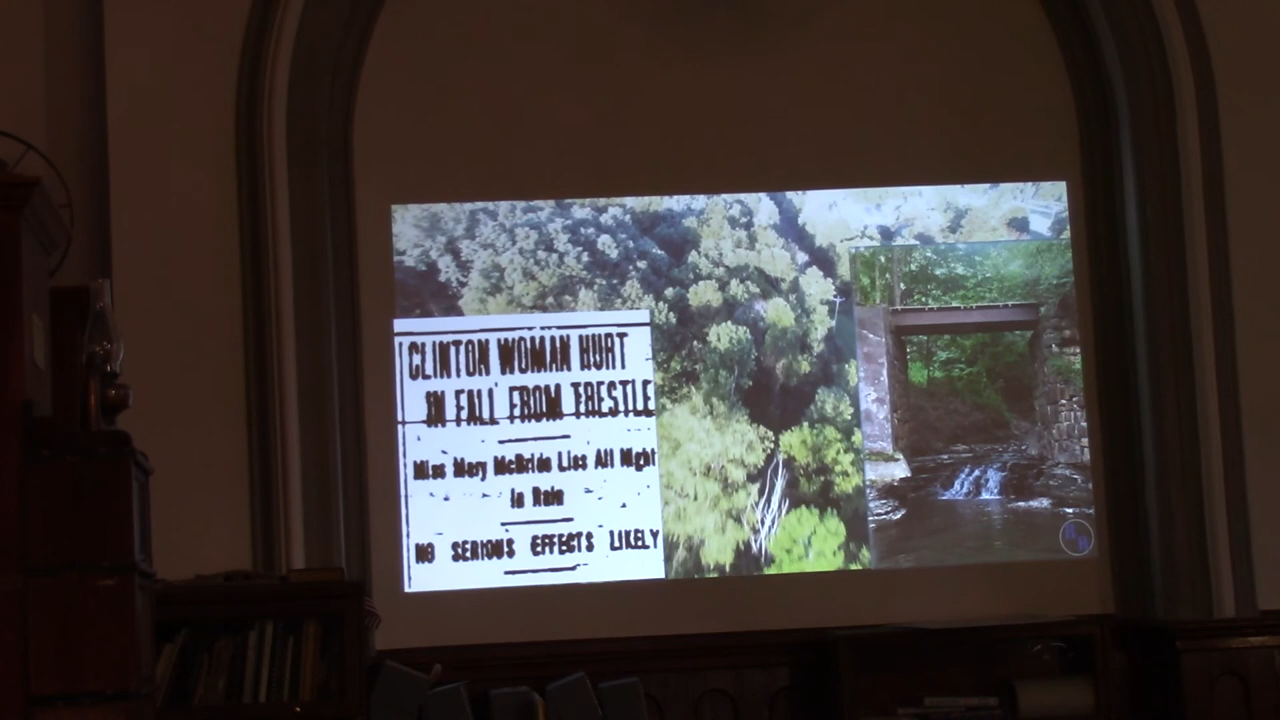 CLINTON WOMAN HURT
IN FALL FROM TRESTLE
Miss Mary McBride Lies All Night
In Rain
NO SERIOUS EFFECTS LIKELY